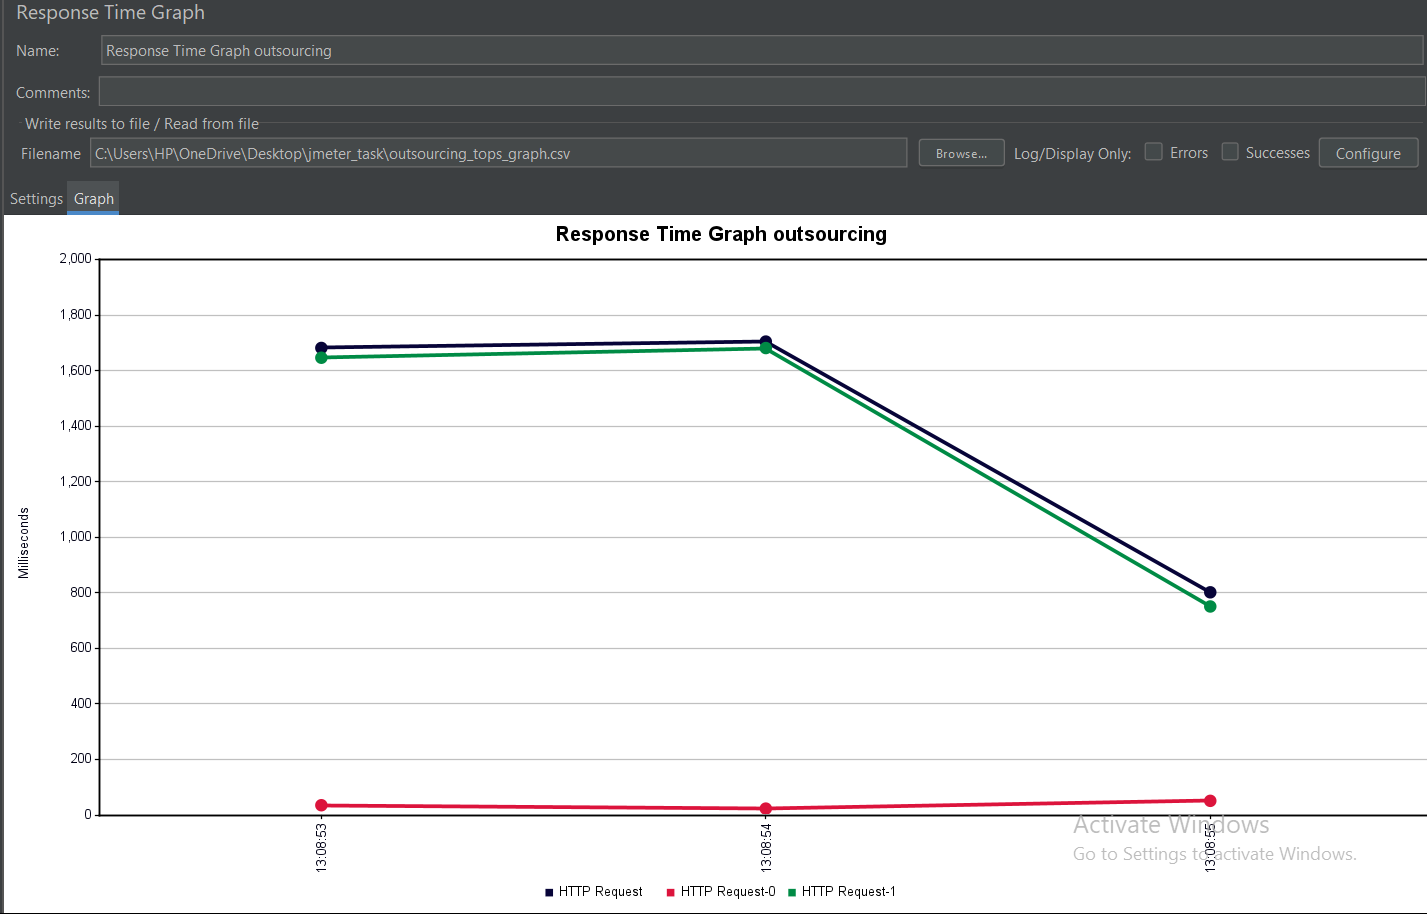 Response Time Graph
Name: Response Time Graph outsourcing
Comments:
Write results to file / Read from file
Filename C:\Users\HP\OneDrive\Desktop\jmeter_task\outsourcing_tops_graph.csv Browse... Log/Display Only: Errors Successes Configure
Settings Graph
Response Time Graph outsourcing
2,000
1,800
1,600
1,400
1,200
1,000
800
600
400
200
0
Milliseconds
13:08:53 13:08:54 13:08:55
Activate Windows
Go to Settings to activate Windows.
HTTP Request HTTP Request-0 HTTP Request-1